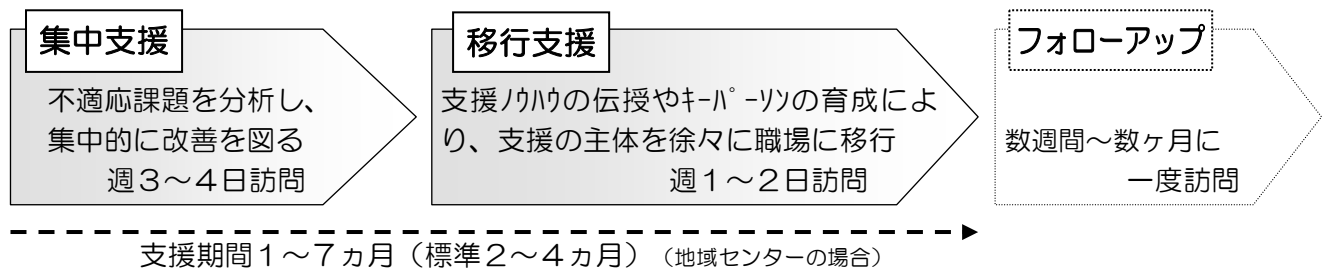 集中支援
不適応課題を分析し、
集中的に改善を図る
週３～４日訪問
移行支援
支援ﾉｳﾊｳの伝授やｷｰﾊﾟｰｿﾝの育成によ
り、支援の主体を徐々に職場に移行
週１～２日訪問
フォローアップ
数週間～数ヶ月に
一度訪問
支援期間１～７ヵ月（標準２～４ヵ月）（地域センターの場合）